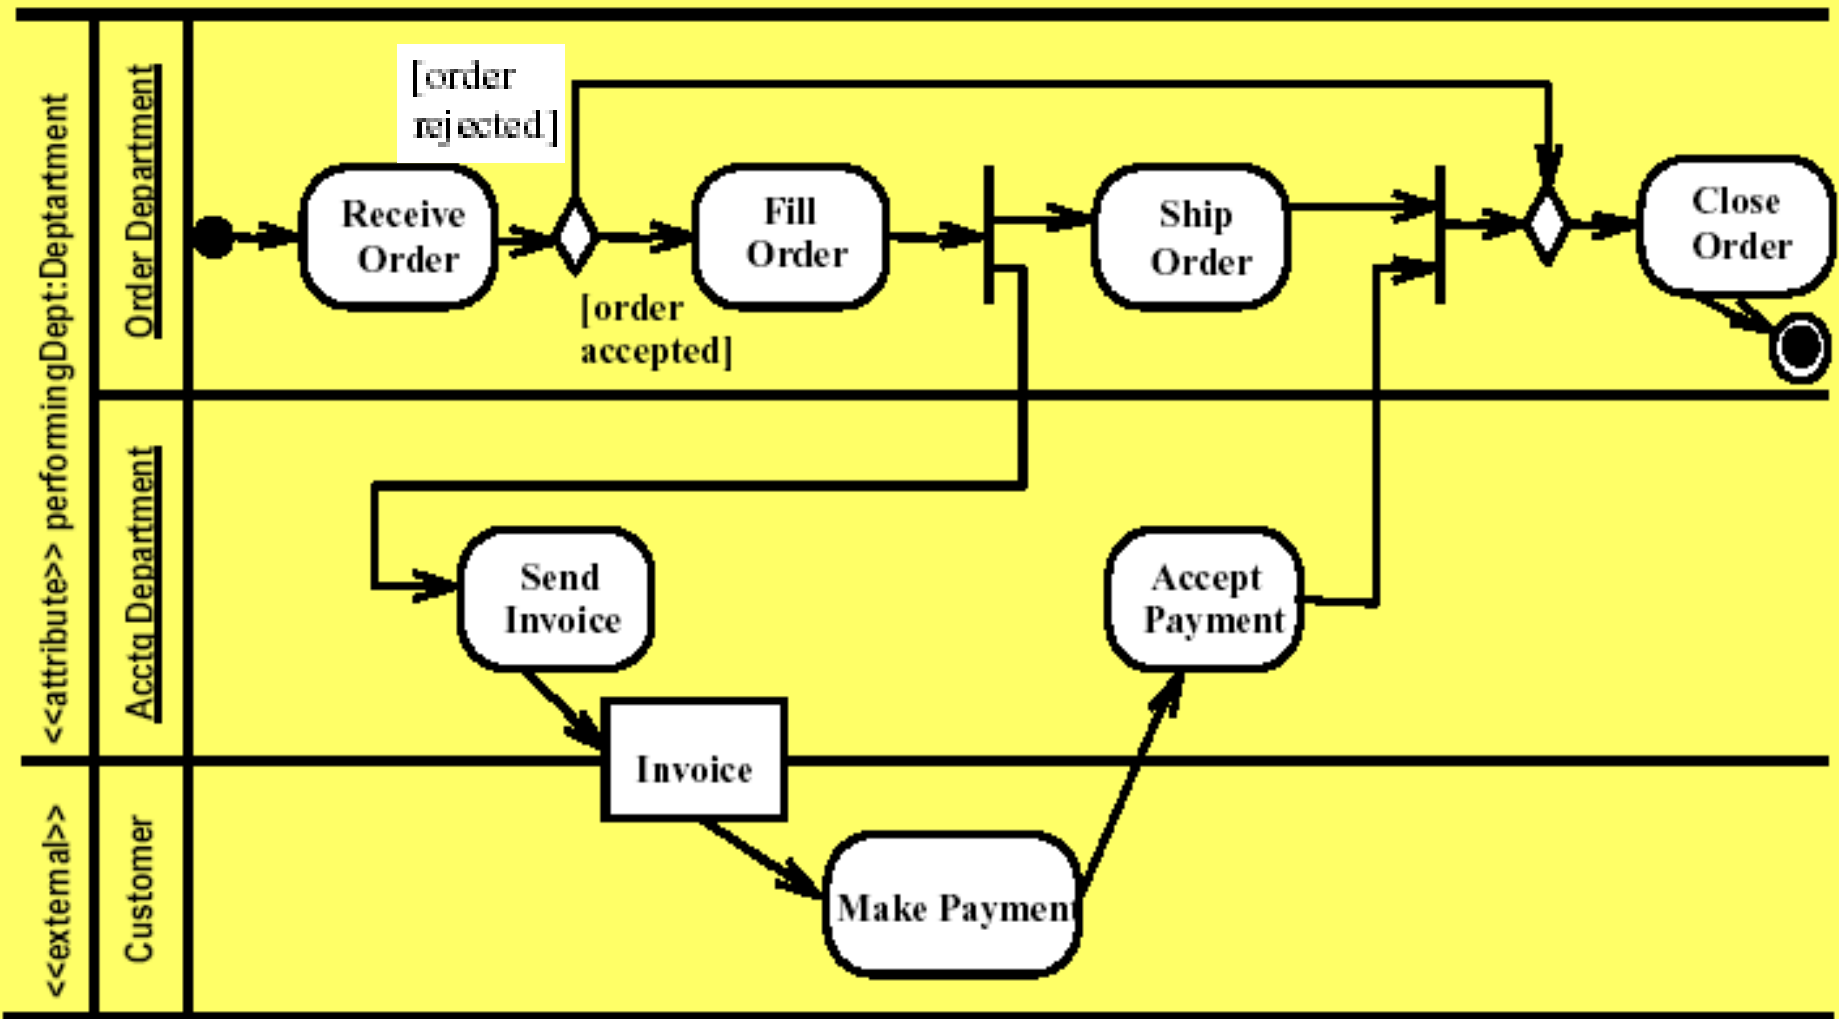 <<attribute>> performingDept:Deptartment
Order Department
[order
rejected]
Receive
Order
[order
accepted]
Fill
Order
Ship
Order
Close
Order
Acctg Department
Send
Invoice
Accept
Payment
Invoice
<<external>>
Customer
Make Payment